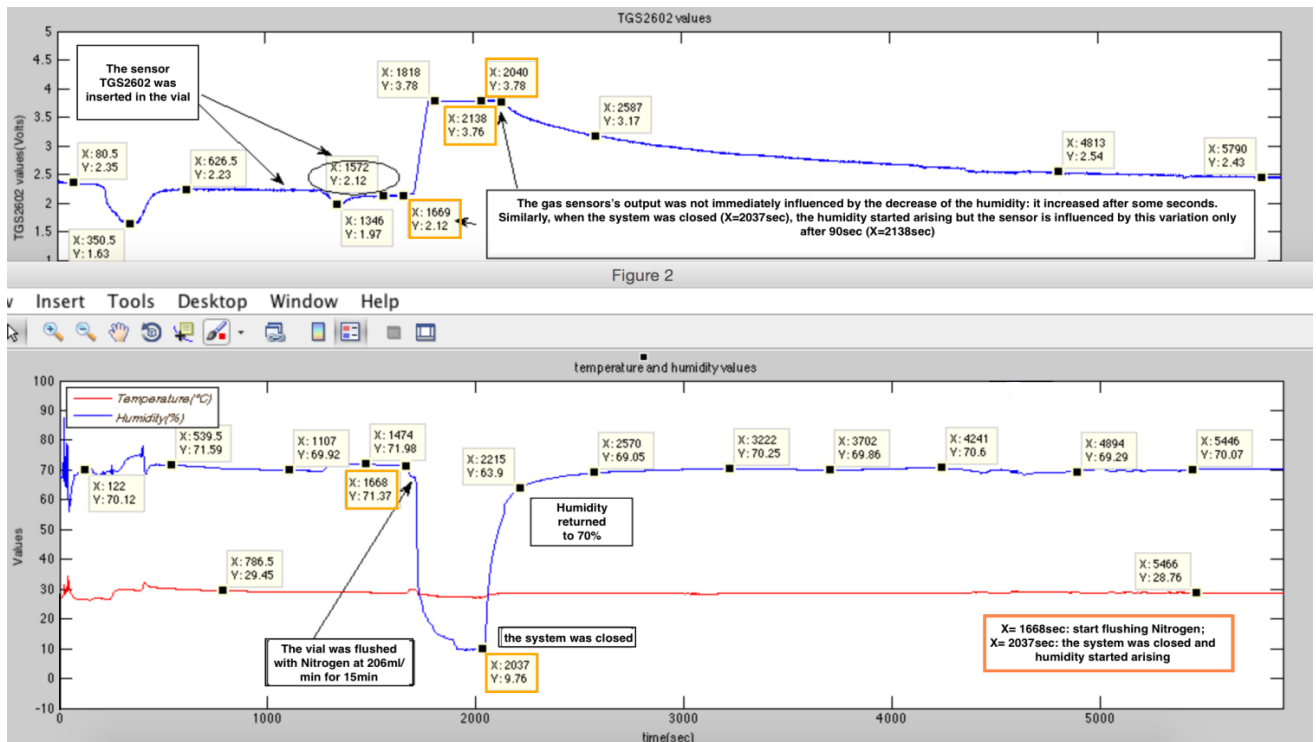 TGS2602 values
5
4.5
4
3.5
3
2.5
2
1.5
1
TGS2602 values(Volts)
The sensor
TGS2602 was
inserted in the vial
X: 80.5
Y: 2.35
X: 350.5
Y: 1.63
X: 626.5
Y: 2.23
X: 1572
Y: 2.12
X: 1346
Y: 1.97
X: 1669
Y: 2.12
X: 1818
Y: 3.78
X: 2040
Y: 3.78
X: 2138
Y: 3.76
X: 2587
Y: 3.17
X: 4813
Y: 2.54
X: 5790
Y: 2.43
The gas sensors's output was not immediately influenced by the decrease of the humidity: it increased after some seconds.
Similarly, when the system was closed (X=2037sec), the humidity started arising but the sensor is influenced by this variation only
after 90sec (X=2138sec)
Figure 2
Insert Tools Desktop Window Help
temperature and humidity values
100
90
80
70
60
50
40
30
20
10
0
-10
Values
Temperature(°C)
Humidity(%)
X: 122
Y: 70.12
X: 539.5
Y: 71.59
X: 1107
Y: 69.92
X: 1474
Y: 71.98
X: 1668
Y: 71.37
X: 2215
Y: 63.9
X: 2570
Y: 69.05
X: 3222
Y: 70.25
X: 3702
Y: 69.86
X: 4241
Y: 70.6
X: 4894
Y: 69.29
X: 5446
Y: 70.07
Humidity
returned
to 70%
X: 786.5
Y: 29.45
X: 5466
Y: 28.76
The vial was flushed
with Nitrogen at 206ml/
min for 15min
the system was closed
X: 2037
Y: 9.76
X= 1668sec: start flushing Nitrogen;
X= 2037sec: the system was closed and
humidity started arising
0 1000 2000 3000 4000 5000
time(sec)